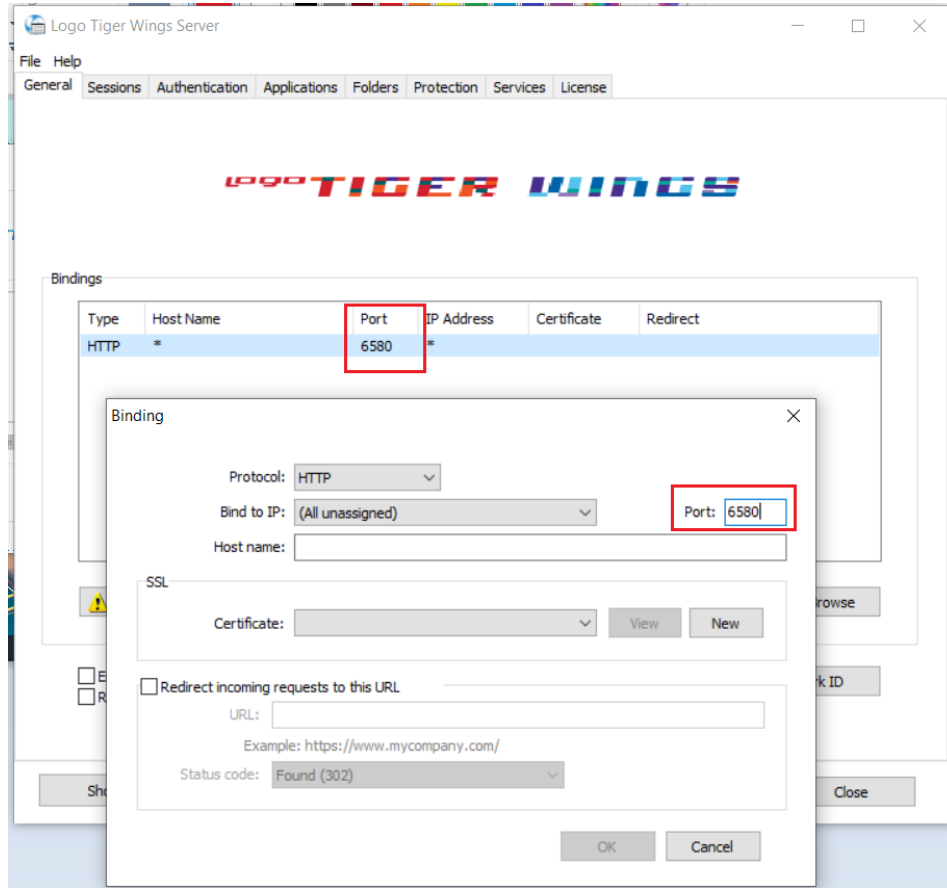 Logo Tiger Wings Server
File Help
General Sessions Authentication Applications Folders Protection Services License
LOGO TIGER WINGS
Bindings
Type Host Name Port IP Address Certificate Redirect
HTTP * 6580 *
Binding
Protocol: HTTP
Bind to IP: (All unassigned) Port: 6580
Host name:
SSL
Certificate: View New
rowse
Redirect incoming requests to this URL
URL:
Example: https://www.mycompany.com/
Status code: Found (302)
E
R
rk ID
Sho
Close
OK Cancel